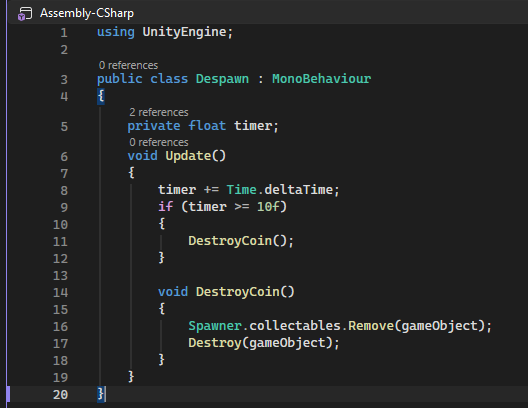 Assembly-CSharp
1 using UnityEngine;
2
0 references
3 public class Despawn : MonoBehaviour
4 {
2 references
5 private float timer;
0 references
6 void Update()
7 {
8 timer += Time.deltaTime;
9 if (timer >= 10f)
10 {
11 DestroyCoin();
12 }
13
14 void DestroyCoin()
15 {
16 Spawner.collectables.Remove(gameObject);
17 Destroy(gameObject);
18 }
19 }
20 }